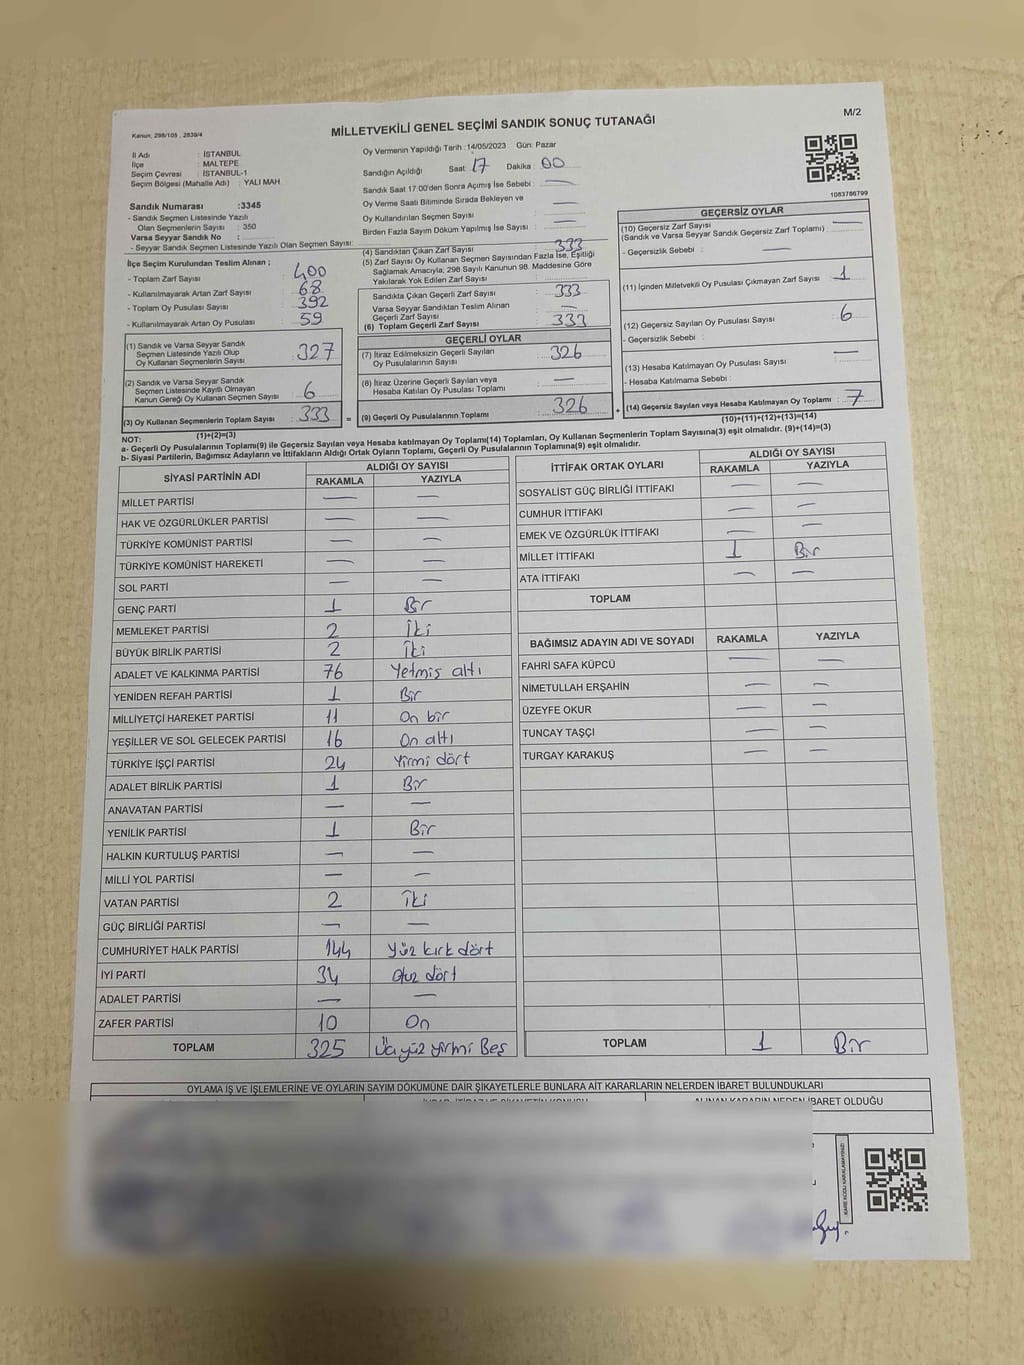 M/2
Kanun: 298/105 , 2839/4
MİLLETVEKİLİ GENEL SEÇİMİ SANDIK SONUÇ TUTANAĞI
İl Adı : İSTANBUL
İlçe : MALTEPE
Seçim Çevresi : İSTANBUL-1
Seçim Bölgesi (Mahalle Adı) : YALI MAH
Sandık Numarası :3345
- Sandık Seçmen Listesinde Yazılı
Olan Seçmenlerin Sayısı : 350
Varsa Seyyar Sandık No :
- Seyyar Sandık Seçmen Listesinde Yazılı Olan Seçmen Sayısı:
Oy Vermenin Yapıldığı Tarih :14/05/2023 Gün: Pazar
Sandığın Açıldığı Saat : 17 Dakika : 00
Sandık Saat 17:00'den Sonra Açımış İse Sebebi : —
Oy Verme Saati Bitiminde Sırada Bekleyen ve
Oy Kullandırılan Seçmen Sayısı —
Birden Fazla Sayım Döküm Yapılmış İse Sayısı : —
1083786799
İlçe Seçim Kurulundan Teslim Alınan ;
- Toplam Zarf Sayısı : 400
- Kullanılmayarak Artan Zarf Sayısı : 68
- Toplam Oy Pusulası Sayısı : 392
- Kullanılmayarak Artan Oy Pusulası : 59
(1) Sandık ve Varsa Seyyar Sandık
Seçmen Listesinde Yazılı Olup
Oy Kullanan Seçmenlerin Sayısı : 327
(2) Sandık ve Varsa Seyyar Sandık
Seçmen Listesinde Kayıtlı Olmayan
Kanun Gereği Oy Kullanan Seçmen Sayısı : 6
(3) Oy Kullanan Seçmenlerin Toplam Sayısı : 333 =
(1)+(2)=(3)
(4) Sandıktan Çıkan Zarf Sayısı : 333
(5) Zarf Sayısı Oy Kullanan Seçmen Sayısından Fazla İse, Eşitliği
Sağlamak Amacıyla, 298 Sayılı Kanunun 98. Maddesine Göre
Yakılarak Yok Edilen Zarf Sayısı :
Sandıkta Çıkan Geçerli Zarf Sayısı : 333
Varsa Seyyar Sandıktan Teslim Alınan
Geçerli Zarf Sayısı : —
(6) Toplam Geçerli Zarf Sayısı : 333
GEÇERLİ OYLAR
(7) İtiraz Edilmeksizin Geçerli Sayılan
Oy Pusulalarının Sayısı : 326
(8) İtiraz Üzerine Geçerli Sayılan veya
Hesaba Katılan Oy Pusulası Toplamı : —
(9) Geçerli Oy Pusulalarının Toplamı : 326 +
GEÇERSİZ OYLAR
(10) Geçersiz Zarf Sayısı : —
(Sandık ve Varsa Seyyar Sandık Geçersiz Zarf Toplamı)
- Geçersizlik Sebebi : —
(11) İçinden Milletvekili Oy Pusulası Çıkmayan Zarf Sayısı : 1
(12) Geçersiz Sayılan Oy Pusulası Sayısı : 6
- Geçersizlik Sebebi :
(13) Hesaba Katılmayan Oy Pusulası Sayısı : —
- Hesaba Katılmama Sebebi :
(14) Geçersiz Sayılan veya Hesaba Katılmayan Oy Toplamı : 7
(10)+(11)+(12)+(13)=(14)
NOT:
a- Geçerli Oy Pusulalarının Toplamı(9) ile Geçersiz Sayılan veya Hesaba katılmayan Oy Toplamı(14) Toplamları, Oy Kullanan Seçmenlerin Toplam Sayısına(3) eşit olmalıdır. (9)+(14)=(3)
b- Siyasi Partilerin, Bağımsız Adayların ve İttifakların Aldığı Ortak Oyların Toplamı, Geçerli Oy Pusulalarının Toplamına(9) eşit olmalıdır.
SİYASİ PARTİNİN ADI ALDIĞI OY SAYISI
RAKAMLA YAZIYLA
MİLLET PARTİSİ — —
HAK VE ÖZGÜRLÜKLER PARTİSİ — —
TÜRKİYE KOMÜNİST PARTİSİ — —
TÜRKİYE KOMÜNİST HAREKETİ — —
SOL PARTİ — —
GENÇ PARTİ 1 Bir
MEMLEKET PARTİSİ 2 İki
BÜYÜK BİRLİK PARTİSİ 2 İki
ADALET VE KALKINMA PARTİSİ 76 Yetmiş altı
YENİDEN REFAH PARTİSİ 1 Bir
MİLLİYETÇİ HAREKET PARTİSİ 11 On bir
YEŞİLLER VE SOL GELECEK PARTİSİ 16 On altı
TÜRKİYE İŞÇİ PARTİSİ 24 Yirmi dört
ADALET BİRLİK PARTİSİ 1 Bir
ANAVATAN PARTİSİ — —
YENİLİK PARTİSİ 1 Bir
HALKIN KURTULUŞ PARTİSİ — —
MİLLİ YOL PARTİSİ — —
VATAN PARTİSİ 2 İki
GÜÇ BİRLİĞİ PARTİSİ — —
CUMHURİYET HALK PARTİSİ 144 Yüz kırk dört
İYİ PARTİ 34 Otuz dört
ADALET PARTİSİ — —
ZAFER PARTİSİ 10 On
TOPLAM 325 Üçyüz yirmi Beş
İTTİFAK ORTAK OYLARI ALDIĞI OY SAYISI
RAKAMLA YAZIYLA
SOSYALİST GÜÇ BİRLİĞİ İTTİFAKI — —
CUMHUR İTTİFAKI — —
EMEK VE ÖZGÜRLÜK İTTİFAKI — —
MİLLET İTTİFAKI 1 Bir
ATA İTTİFAKI — —
TOPLAM
BAĞIMSIZ ADAYIN ADI VE SOYADI RAKAMLA YAZIYLA
FAHRİ SAFA KÜPCÜ — —
NİMETULLAH ERŞAHİN — —
ÜZEYFE OKUR — —
TUNCAY TAŞÇI — —
TURGAY KARAKUŞ — —
TOPLAM 1 Bir
OYLAMA İŞ VE İŞLEMLERİNE VE OYLARIN SAYIM DÖKÜMÜNE DAİR ŞİKAYETLERLE BUNLARA AİT KARARLARIN NELERDEN İBARET BULUNDUKLARI
ALINAN KARARIN NEDEN İBARET OLDUĞU
KARE KODU KARALAMAYINIZ!